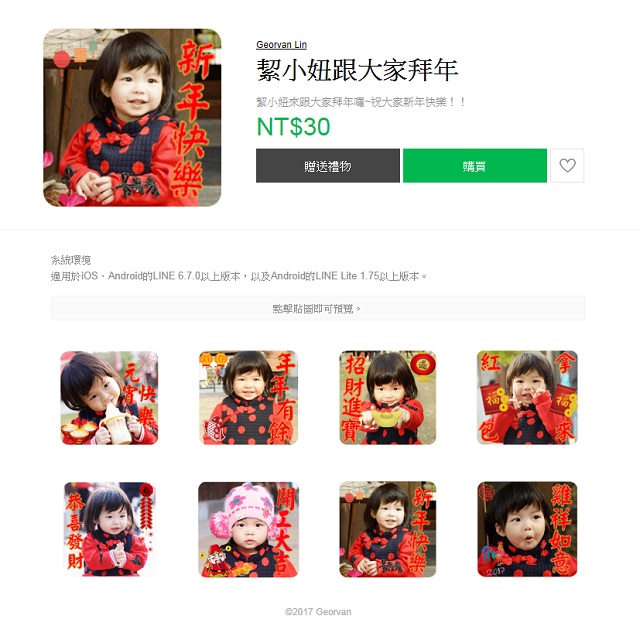 新年快樂
Georvan Lin
絜小妞跟大家拜年
絜小妞來跟大家拜年囉~祝大家新年快樂！！
NT$30
贈送禮物
購買
系統環境
適用於iOS、Android的LINE 6.7.0以上版本，以及Android的LINE Lite 1.75以上版本。
點擊貼圖即可預覽。
元宵快樂
年年有餘
招財進寶
紅包拿來
福 福
恭喜發財
開工大吉
新年快樂
雞祥如意
2017
©2017 Georvan